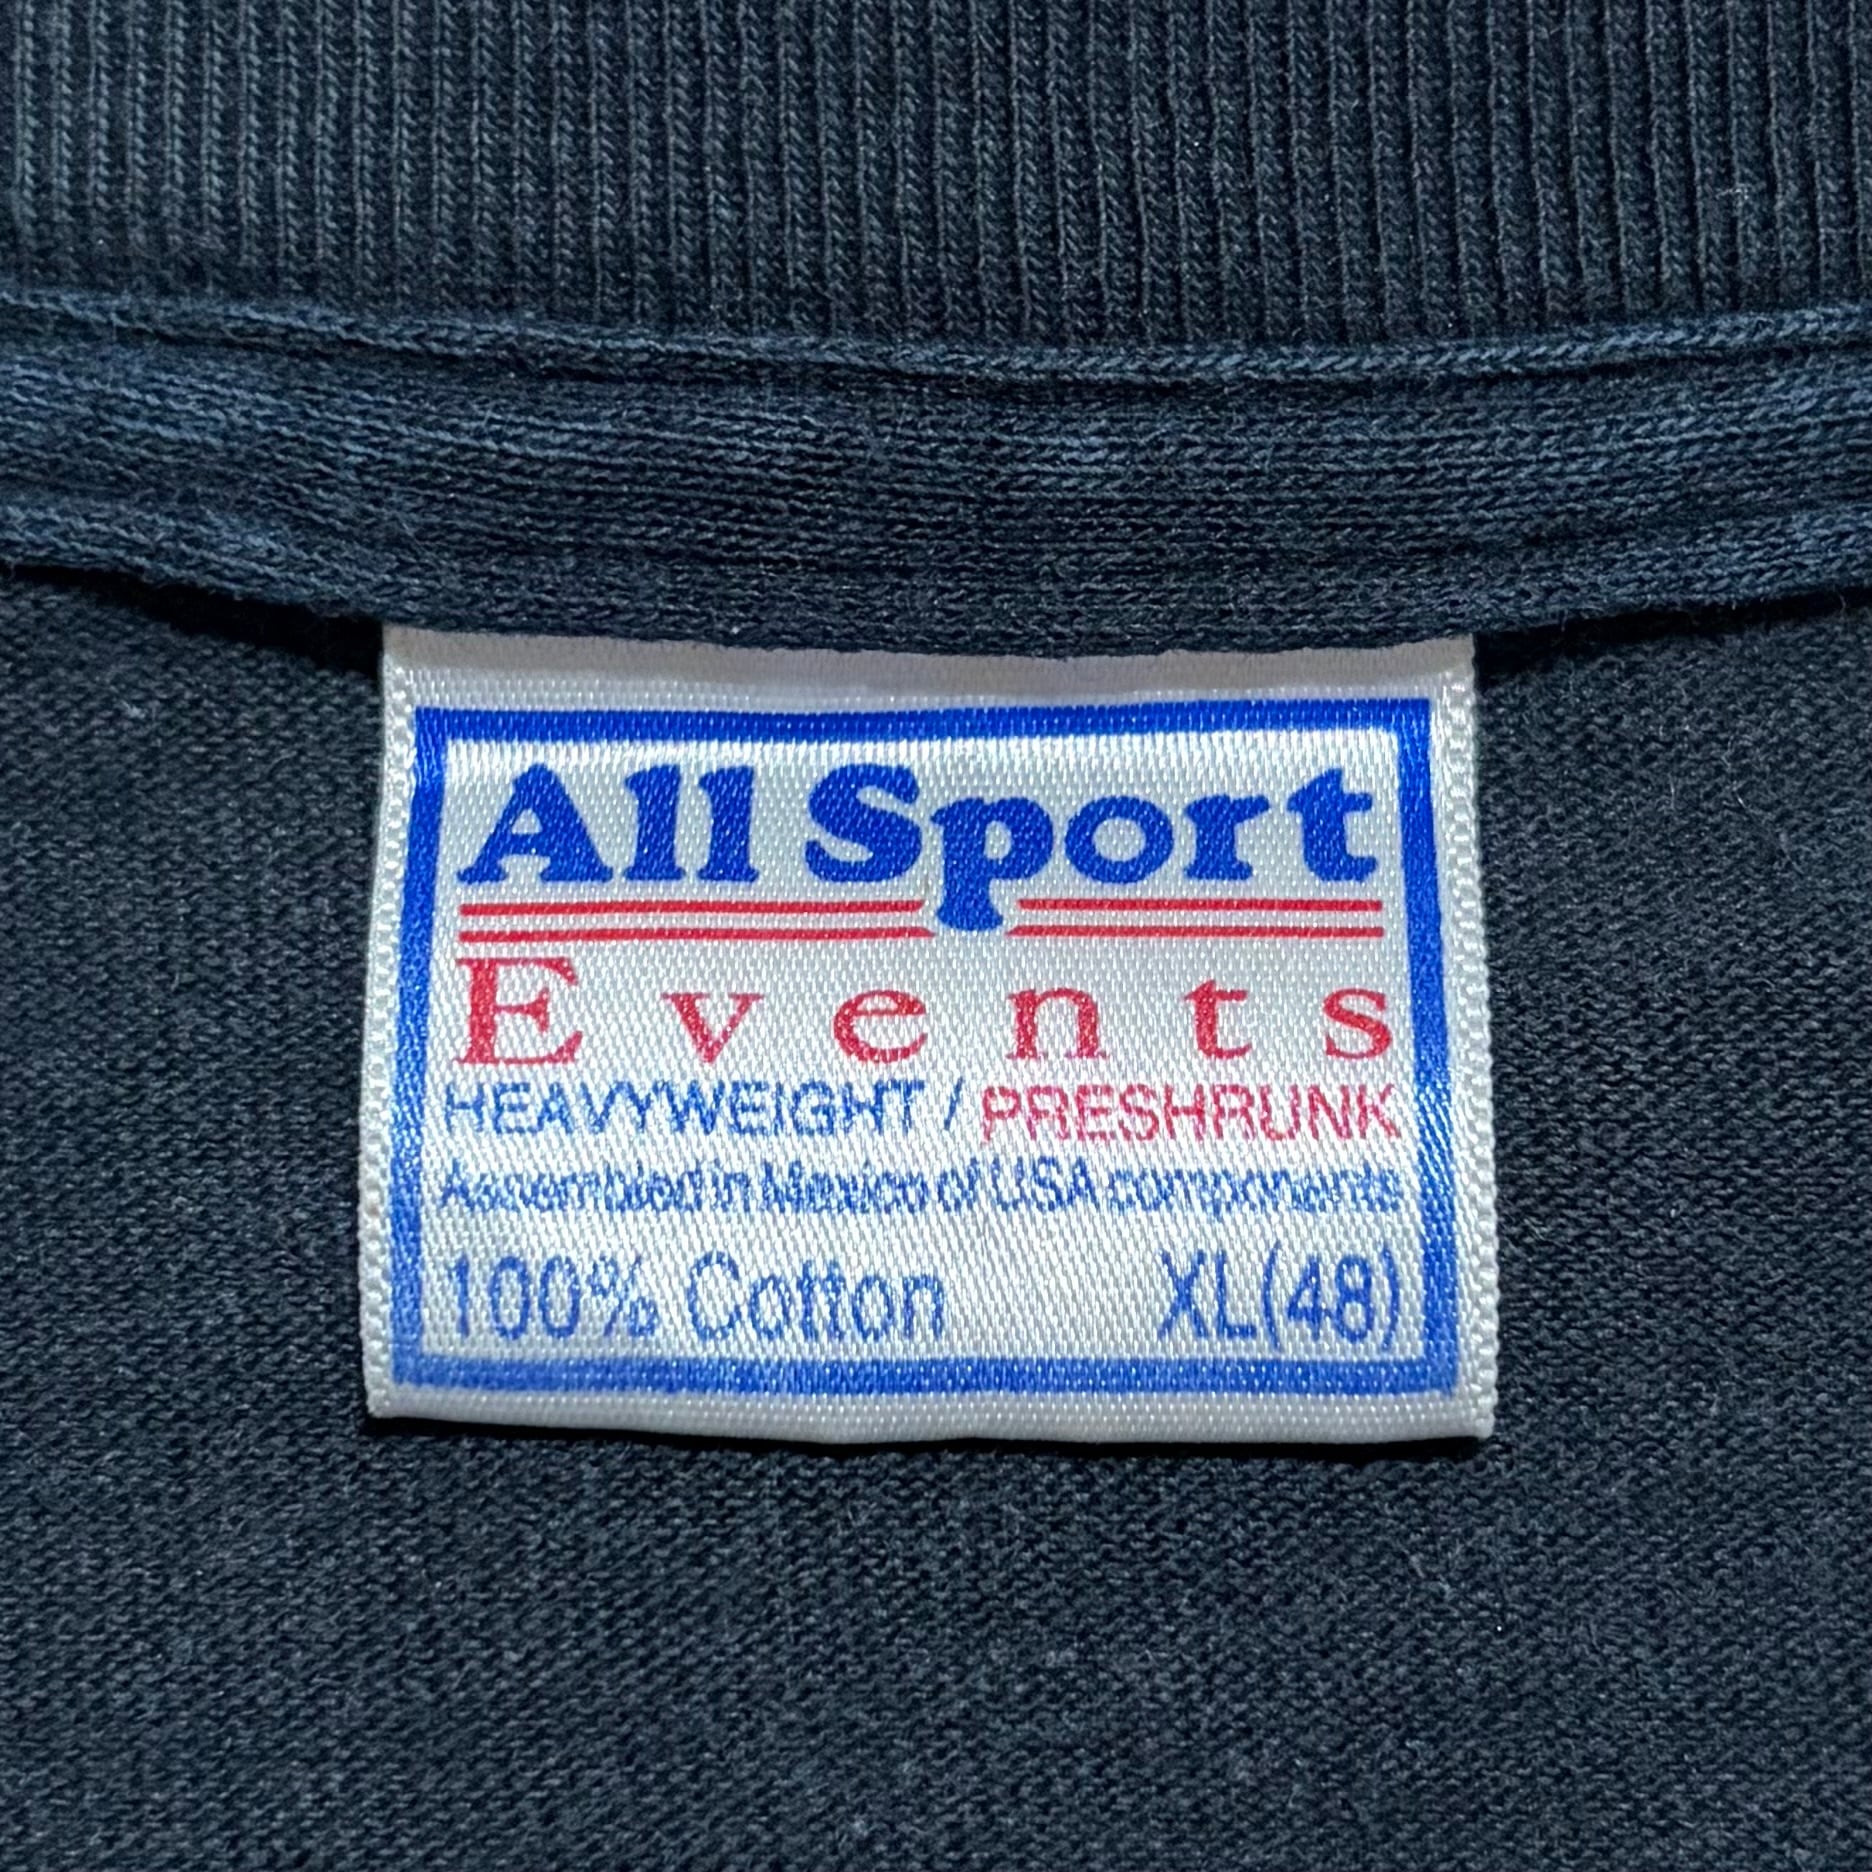 All Sport
Events
HEAVYWEIGHT / PRESHRUNK
Assembled in Mexico of USA components
100% Cotton XL(48)